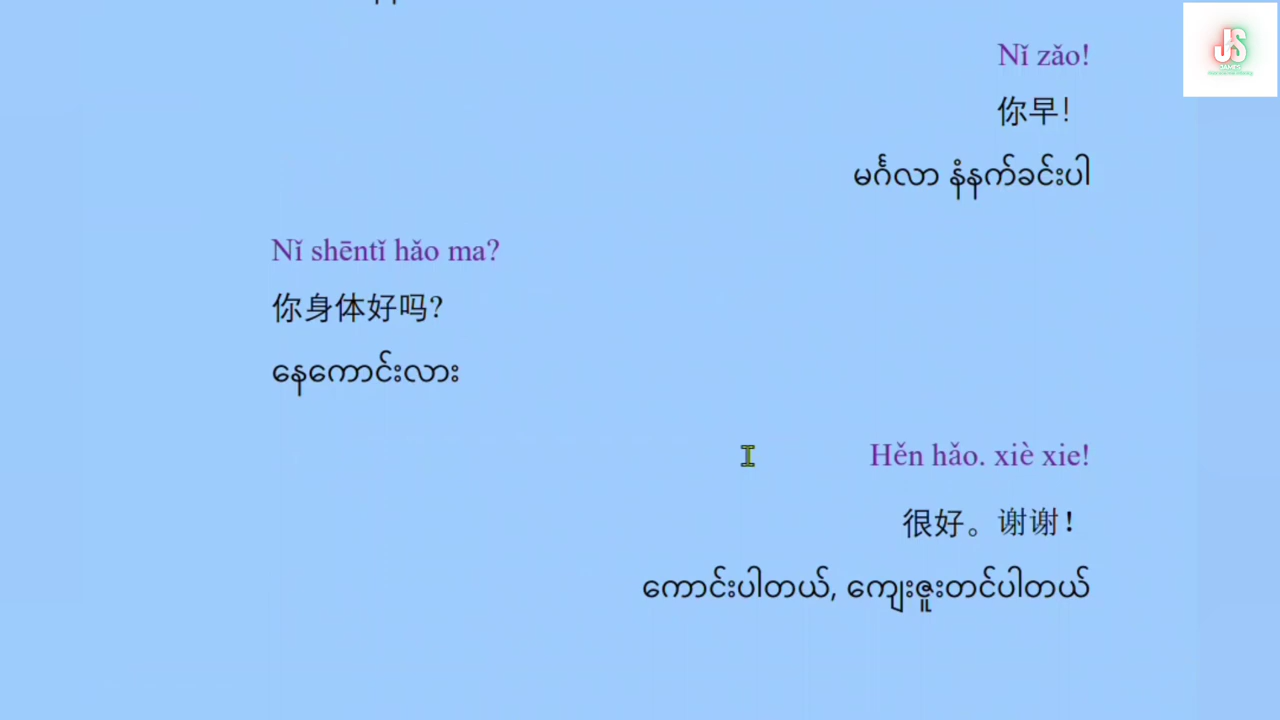 Nǐ zǎo!
你早!
မင်္ဂလာ နံနက်ခင်းပါ
Nǐ shēntǐ hǎo ma?
你身体好吗?
နေကောင်းလား
Hěn hǎo. xiè xie!
很好。谢谢!
ကောင်းပါတယ်, ကျေးဇူးတင်ပါတယ်
JS